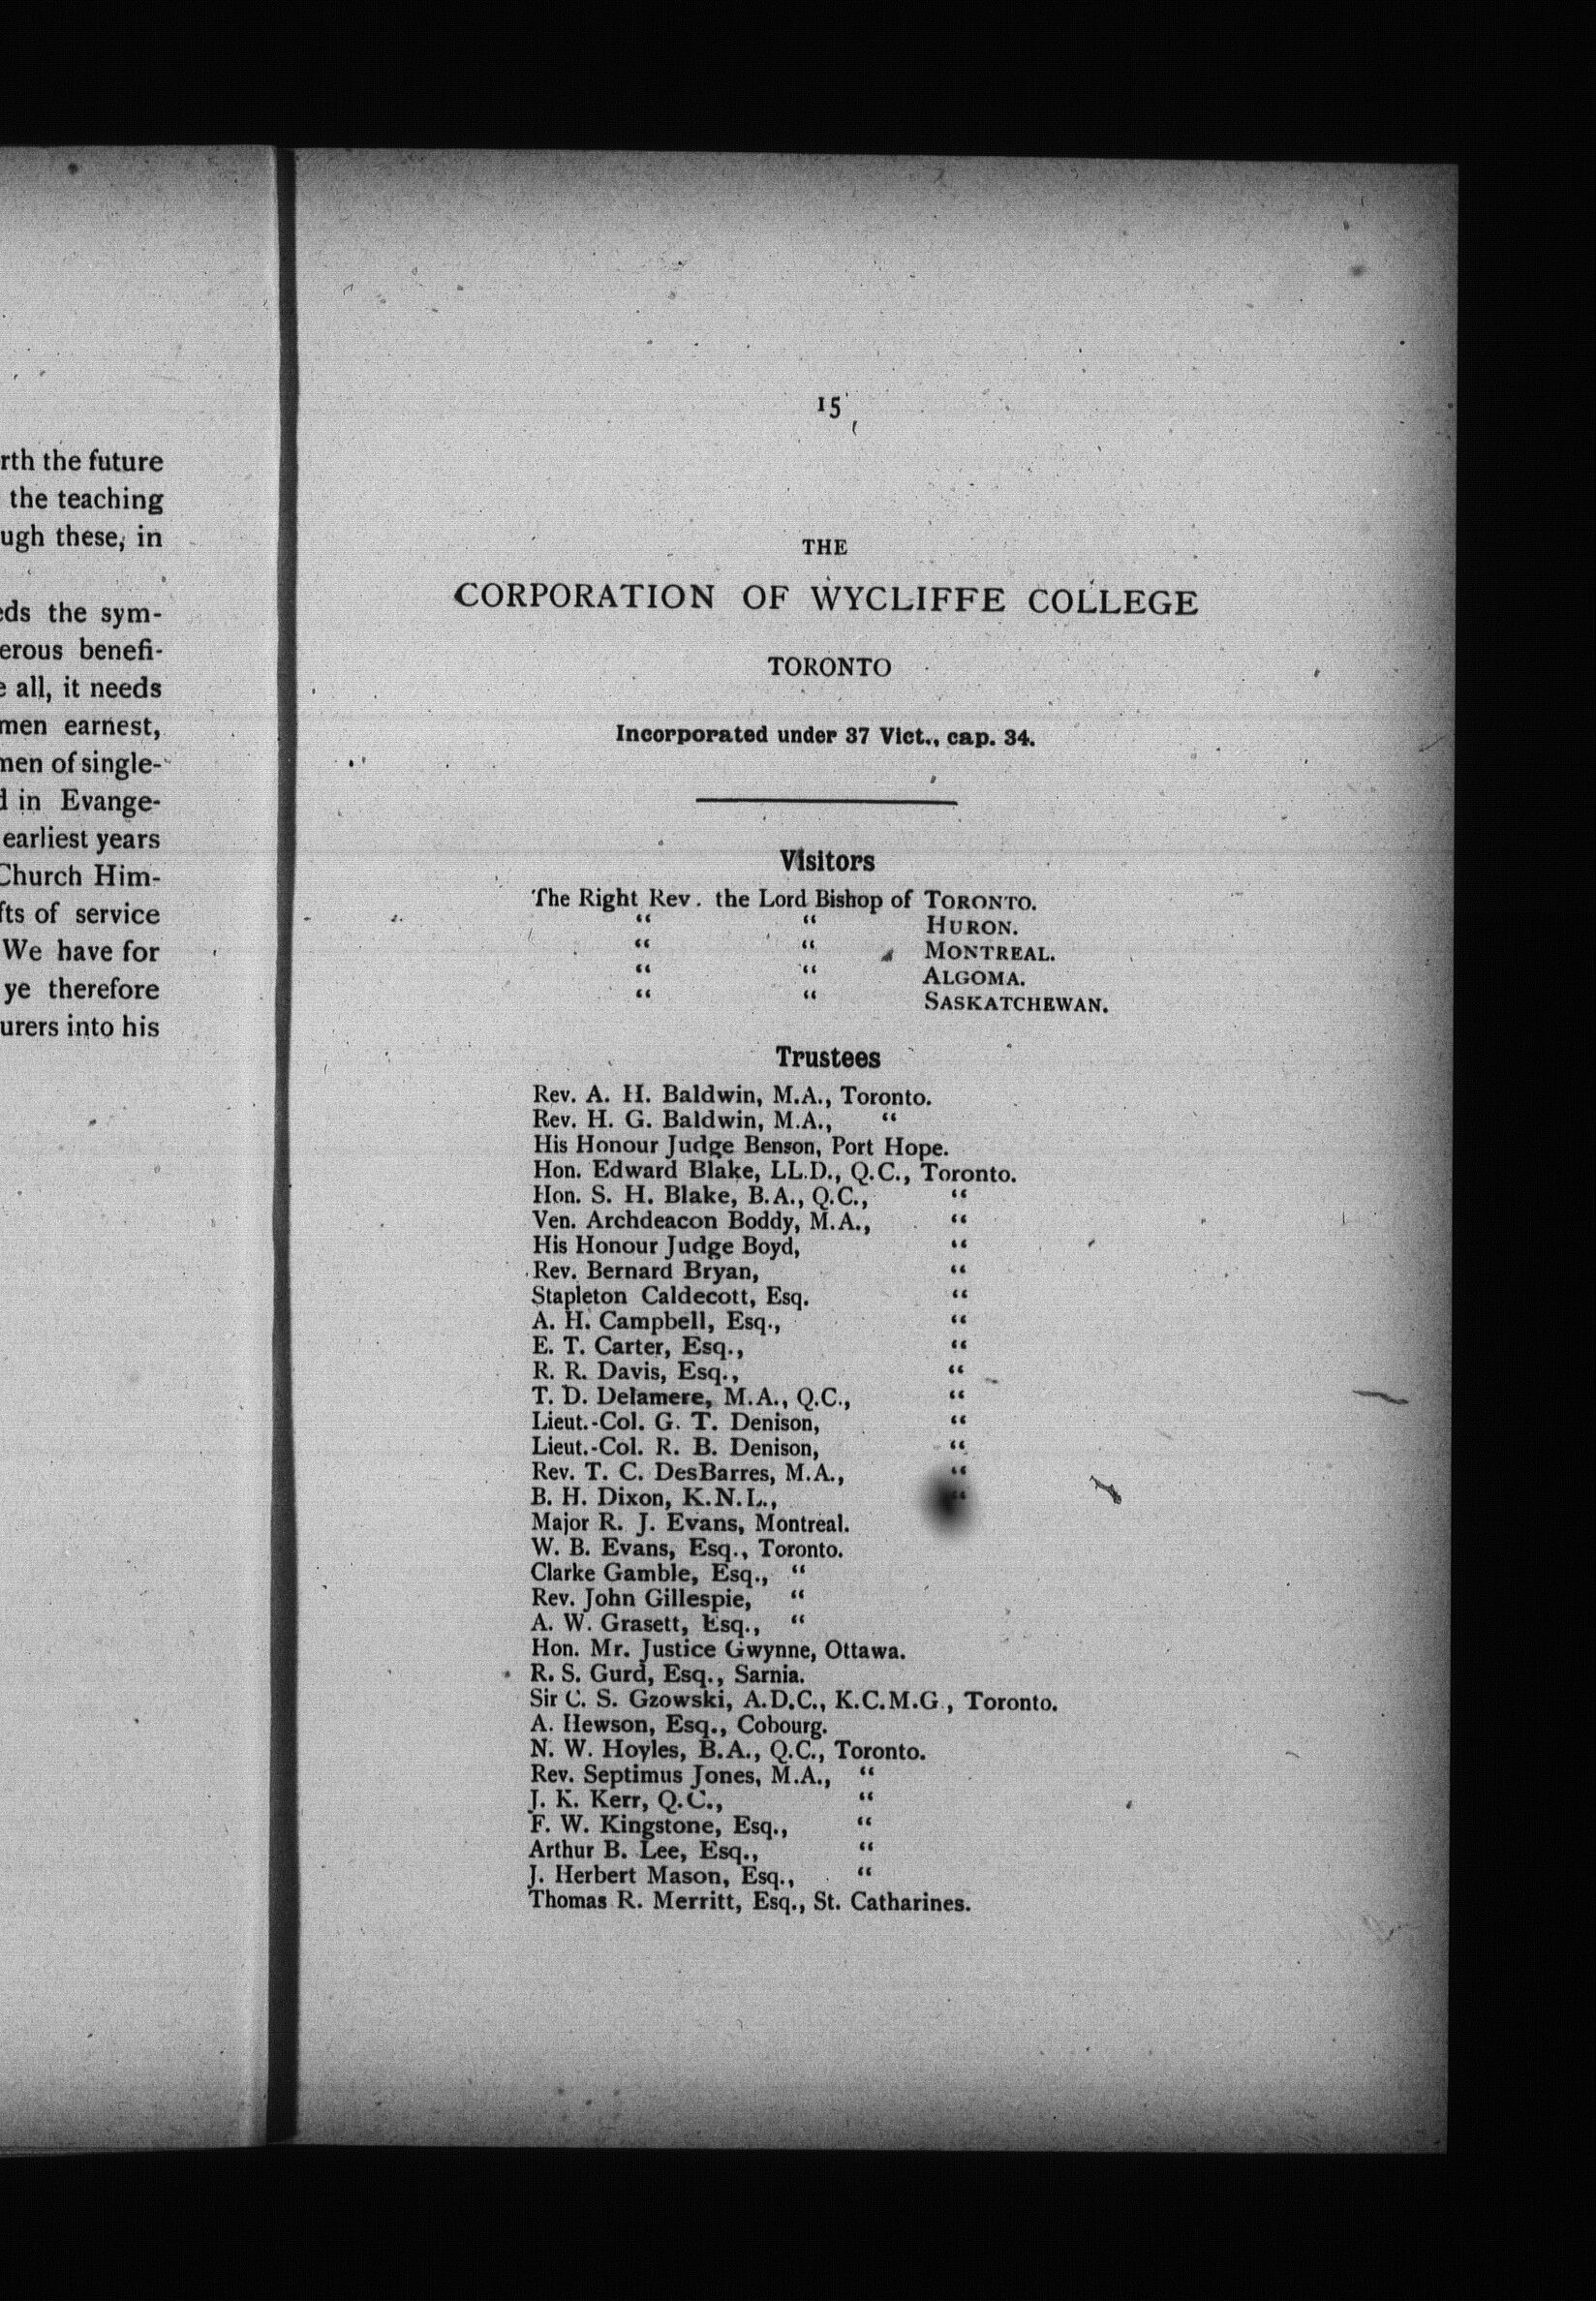 rth the future
the teaching
ugh these, in
eds the sym-
erous benefi-
e all, it needs
men earnest,
men of single-
d in Evange-
earliest years
Church Him-
fts of service
We have for
ye therefore
urers into his
15
THE
CORPORATION OF WYCLIFFE COLLEGE
TORONTO
Incorporated under 37 Vict., cap. 34.
Visitors
The Right Rev. the Lord Bishop of TORONTO.
“ “ HURON.
“ “ MONTREAL.
“ “ ALGOMA.
“ “ SASKATCHEWAN.
Trustees
Rev. A. H. Baldwin, M.A., Toronto.
Rev. H. G. Baldwin, M.A., “
His Honour Judge Benson, Port Hope.
Hon. Edward Blake, LL.D., Q.C., Toronto.
Hon. S. H. Blake, B.A., Q.C., “
Ven. Archdeacon Boddy, M.A., “
His Honour Judge Boyd, “
Rev. Bernard Bryan, “
Stapleton Caldecott, Esq. “
A. H. Campbell, Esq., “
E. T. Carter, Esq., “
R. R. Davis, Esq., “
T. D. Delamere, M.A., Q.C., “
Lieut.-Col. G. T. Denison, “
Lieut.-Col. R. B. Denison, “
Rev. T. C. DesBarres, M.A., “
B. H. Dixon, K.N.L., “
Major R. J. Evans, Montreal.
W. B. Evans, Esq., Toronto.
Clarke Gamble, Esq., “
Rev. John Gillespie, “
A. W. Grasett, Esq., “
Hon. Mr. Justice Gwynne, Ottawa.
R. S. Gurd, Esq., Sarnia.
Sir C. S. Gzowski, A.D.C., K.C.M.G., Toronto.
A. Hewson, Esq., Cobourg.
N. W. Hoyles, B.A., Q.C., Toronto.
Rev. Septimus Jones, M.A., “
J. K. Kerr, Q.C., “
F. W. Kingstone, Esq., “
Arthur B. Lee, Esq., “
J. Herbert Mason, Esq., “
Thomas R. Merritt, Esq., St. Catharines.